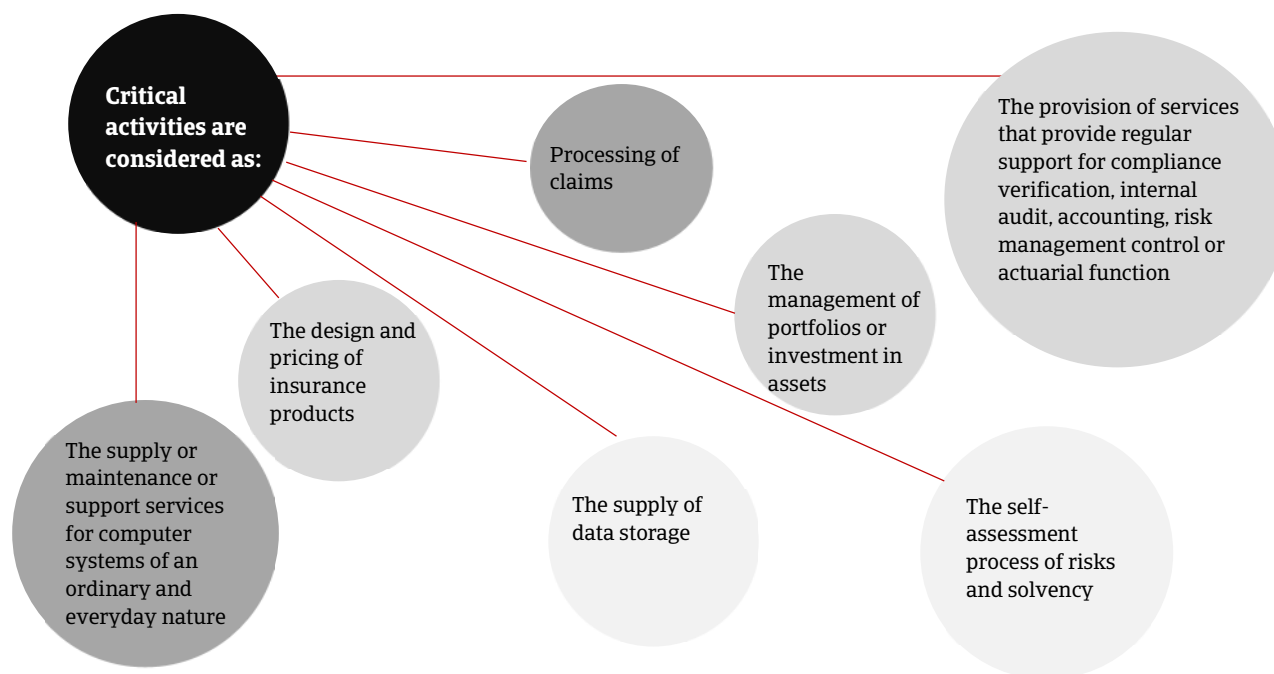 Critical
activities are
considered as:
The provision of services
that provide regular
support for compliance
verification, internal
audit, accounting, risk
management control or
actuarial function
Processing of
claims
The
management of
portfolios or
investment in
assets
The design and
pricing of
insurance
products
The supply or
maintenance or
support services
for computer
systems of an
ordinary and
everyday nature
The supply of
data storage
The self-
assessment
process of risks
and solvency